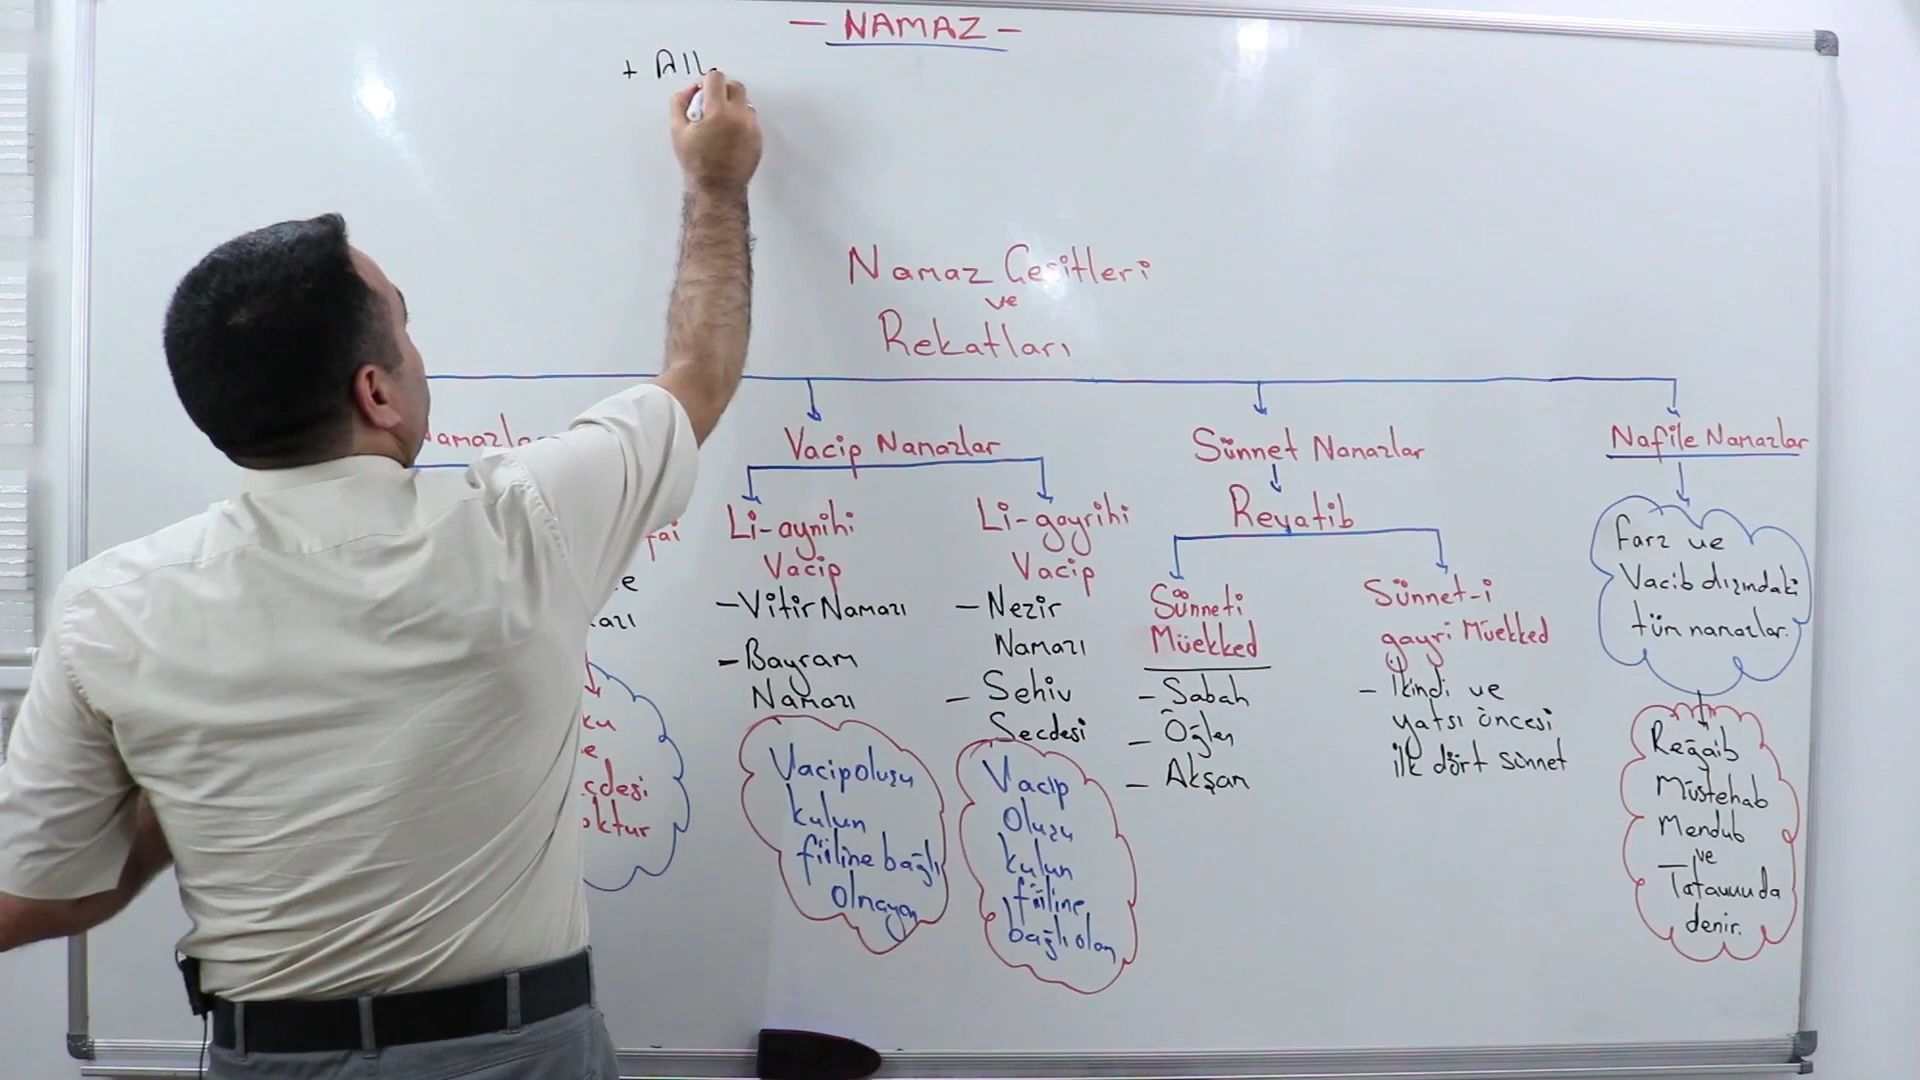 — NAMAZ —
+ All
Namaz Çeşitleri
ve
Rekatları
Vacip Namazlar
Sünnet Namazlar
Nafile Namazlar
Li-aynihi
Vacip
- Vitir Namazı
- Bayram
Namazı
Vacip oluşu
kulun
fiiline bağlı
olmayan
Li-gayrihi
Vacip
- Nezir
Namazı
- Sehiv
Secdesi
Vacip
Oluşu
kulun
fiiline
bağlı olan
Revatib
Sünneti
Müekked
- Sabah
- Öğlen
- Akşam
Sünnet-i
gayri Müekked
- İkindi ve
yatsı öncesi
ilk dört sünnet
Farz ve
Vacib dışındaki
tüm namazlar.
Reğaib
Müstehab
Mendub
ve
Tatavvu da
denir.